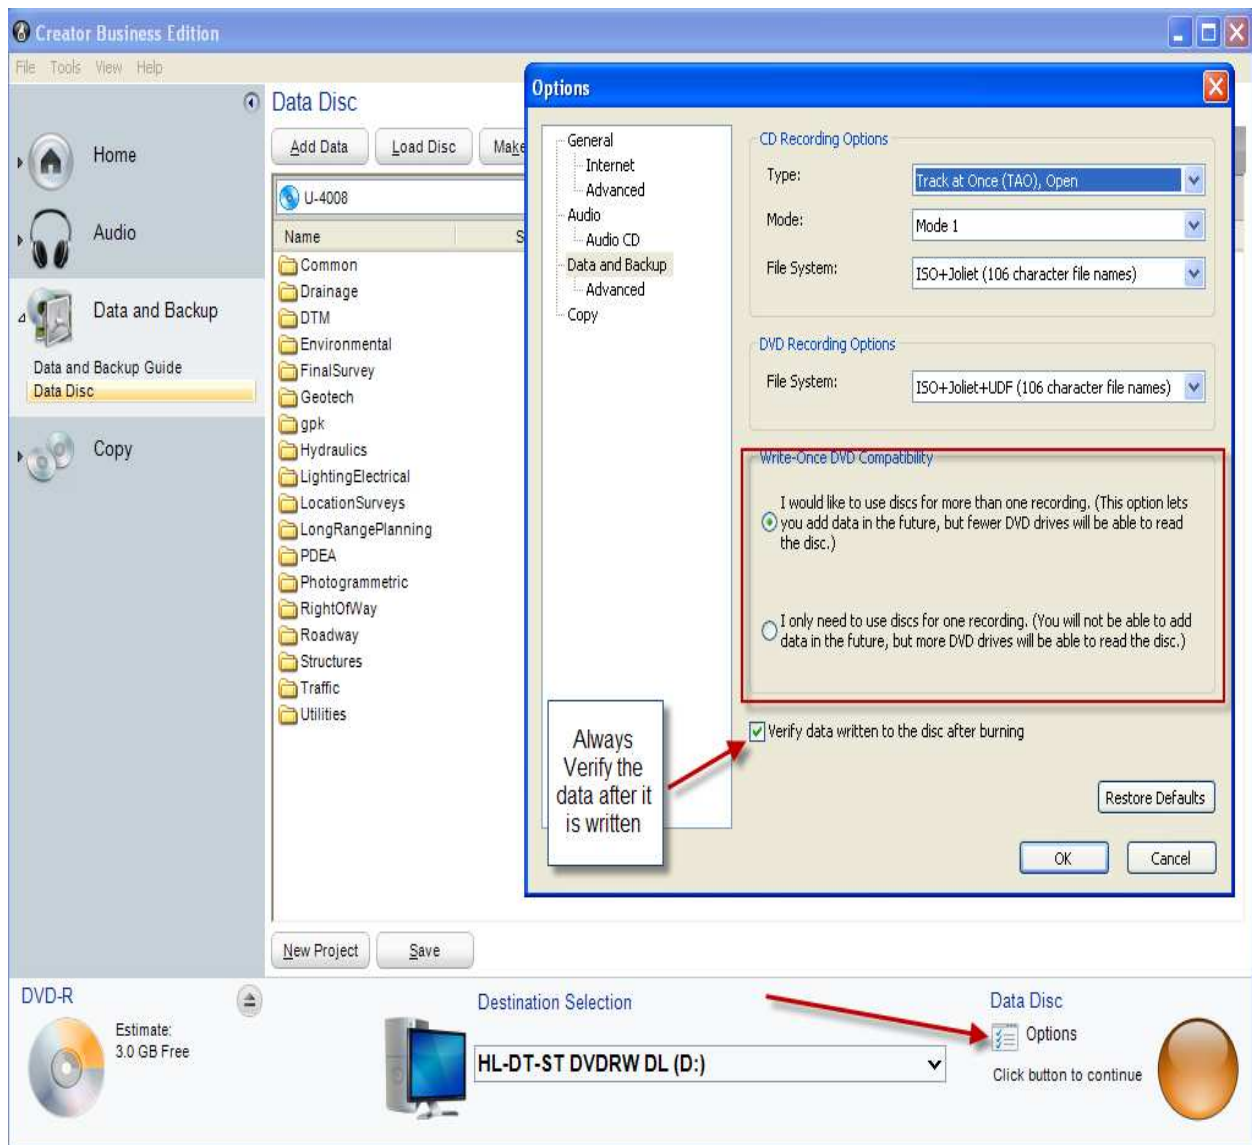 Creator Business Edition
File Tools View Help
Home
Audio
Data and Backup
Data and Backup Guide
Data Disc
Copy
Data Disc
Add Data
Load Disc
Make
U-4008
Name
S
Common
Drainage
DTM
Environmental
FinalSurvey
Geotech
gpk
Hydraulics
LightingElectrical
LocationSurveys
LongRangePlanning
PDEA
Photogrammetric
RightOfWay
Roadway
Structures
Traffic
Utilities
New Project
Save
Options
General
Internet
Advanced
Audio
Audio CD
Data and Backup
Advanced
Copy
CD Recording Options
Type:
Track at Once (TAO), Open
Mode:
Mode 1
File System:
ISO+Joliet (106 character file names)
DVD Recording Options
File System:
ISO+Joliet+UDF (106 character file names)
Write-Once DVD Compatibility
I would like to use discs for more than one recording. (This option lets
you add data in the future, but fewer DVD drives will be able to read
the disc.)
I only need to use discs for one recording. (You will not be able to add
data in the future, but more DVD drives will be able to read the disc.)
Verify data written to the disc after burning
Always
Verify the
data after it
is written
Restore Defaults
OK
Cancel
DVD-R
Estimate:
3.0 GB Free
Destination Selection
HL-DT-ST DVDRW DL (D:)
Data Disc
Options
Click button to continue